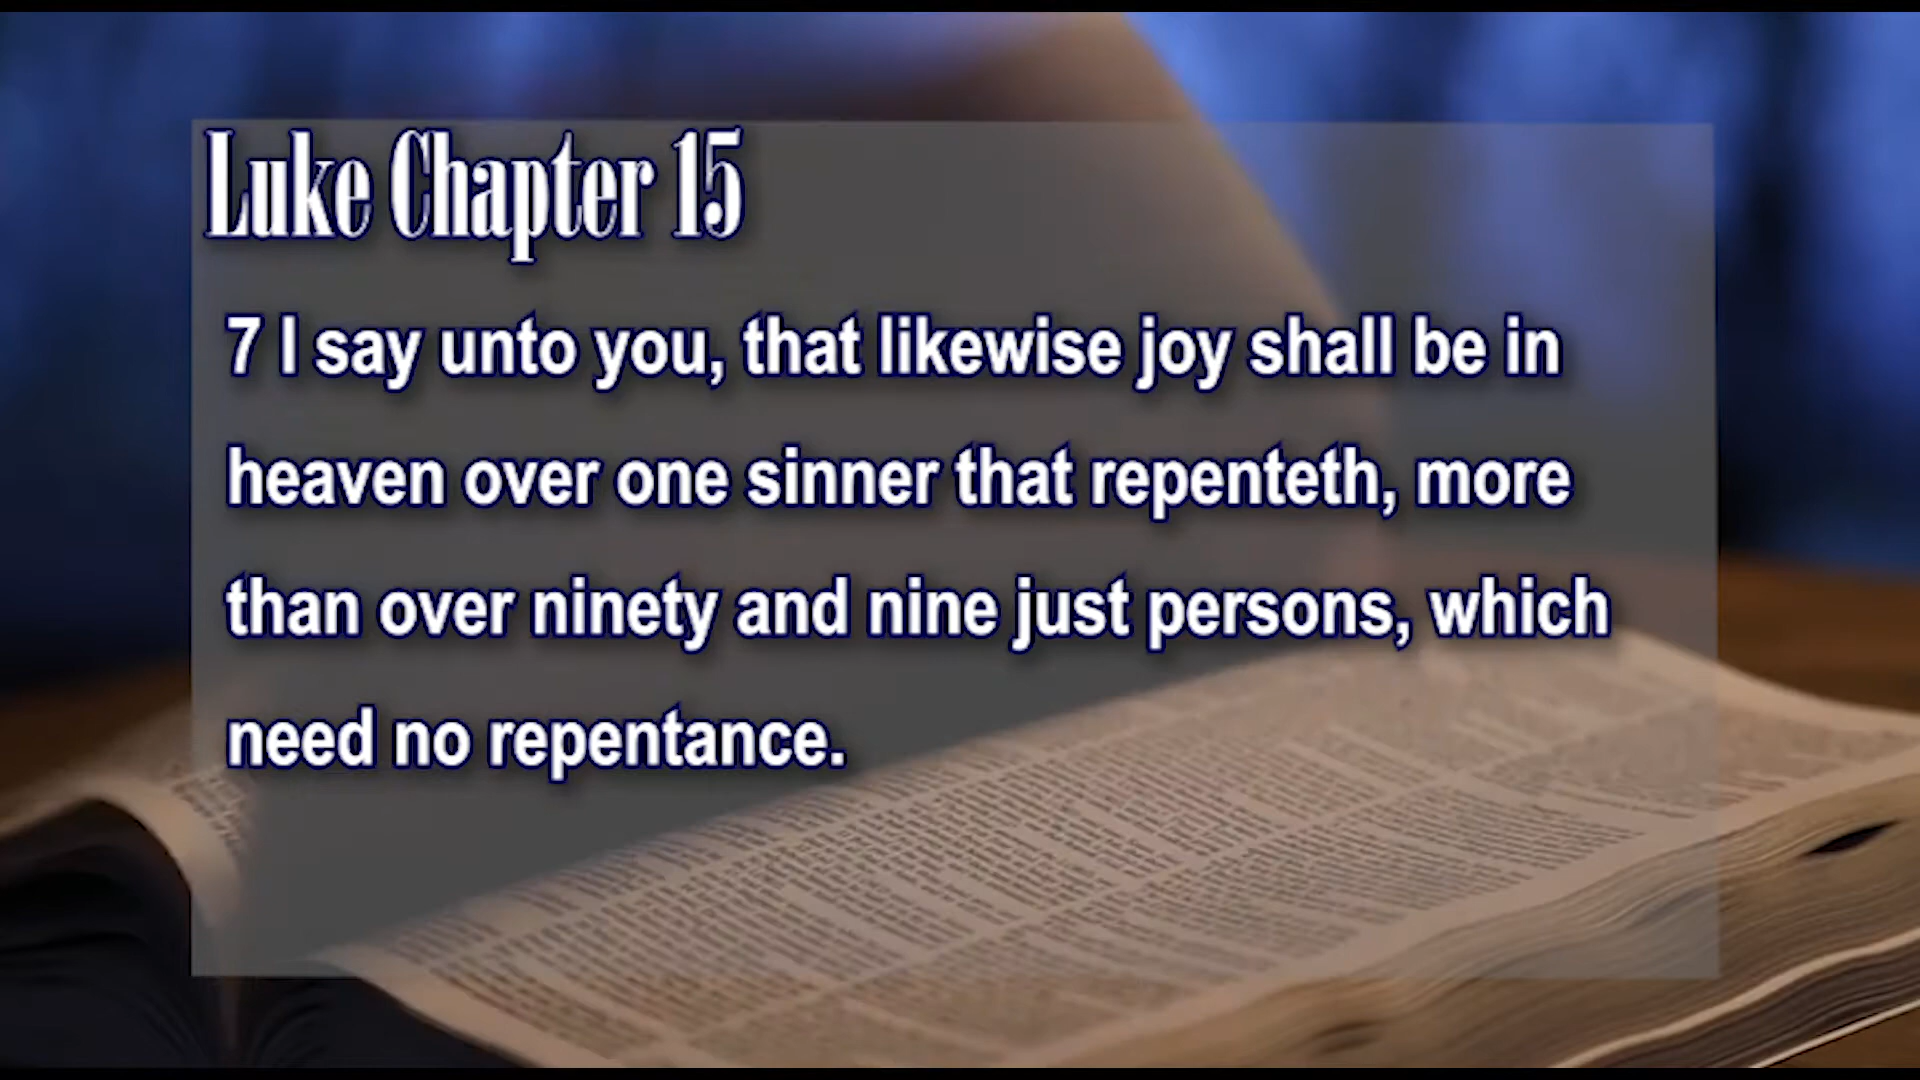 Luke Chapter 15
7 I say unto you, that likewise joy shall be in
heaven over one sinner that repenteth, more
than over ninety and nine just persons, which
need no repentance.